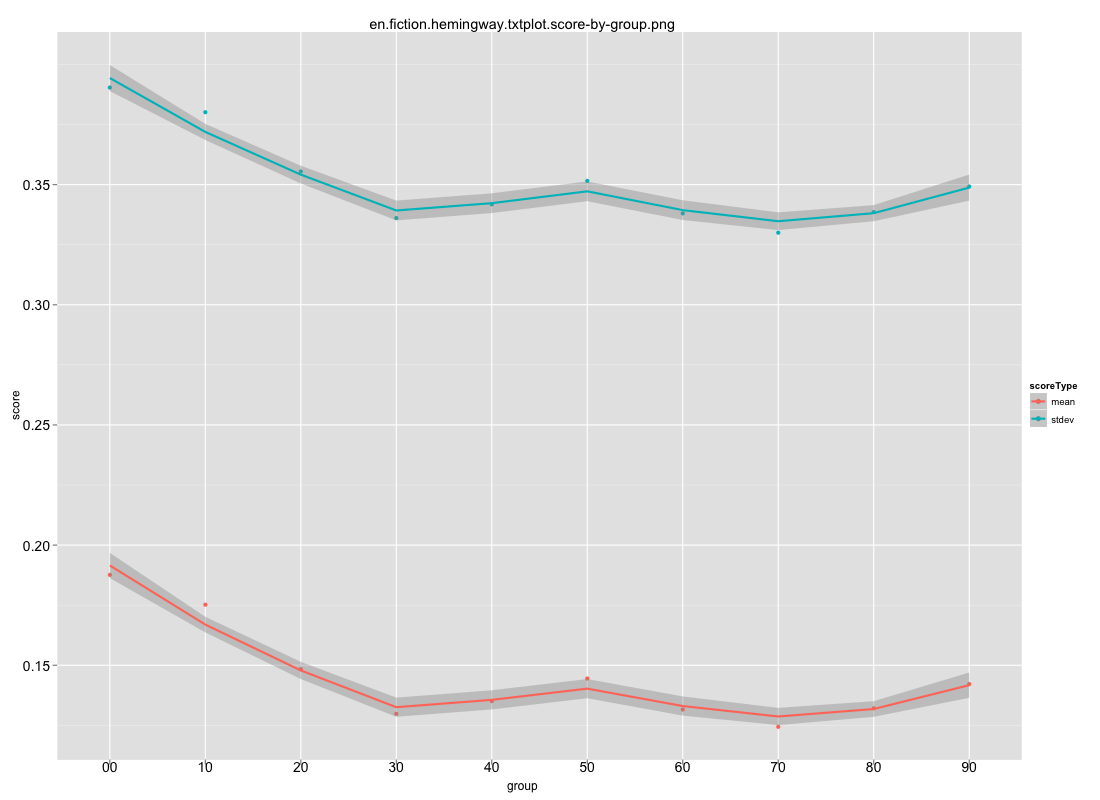 en.fiction.hemingway.txtplot.score-by-group.png
0.35
0.30
0.25
0.20
0.15
score
00 10 20 30 40 50 60 70 80 90
group
scoreType
mean
stdev